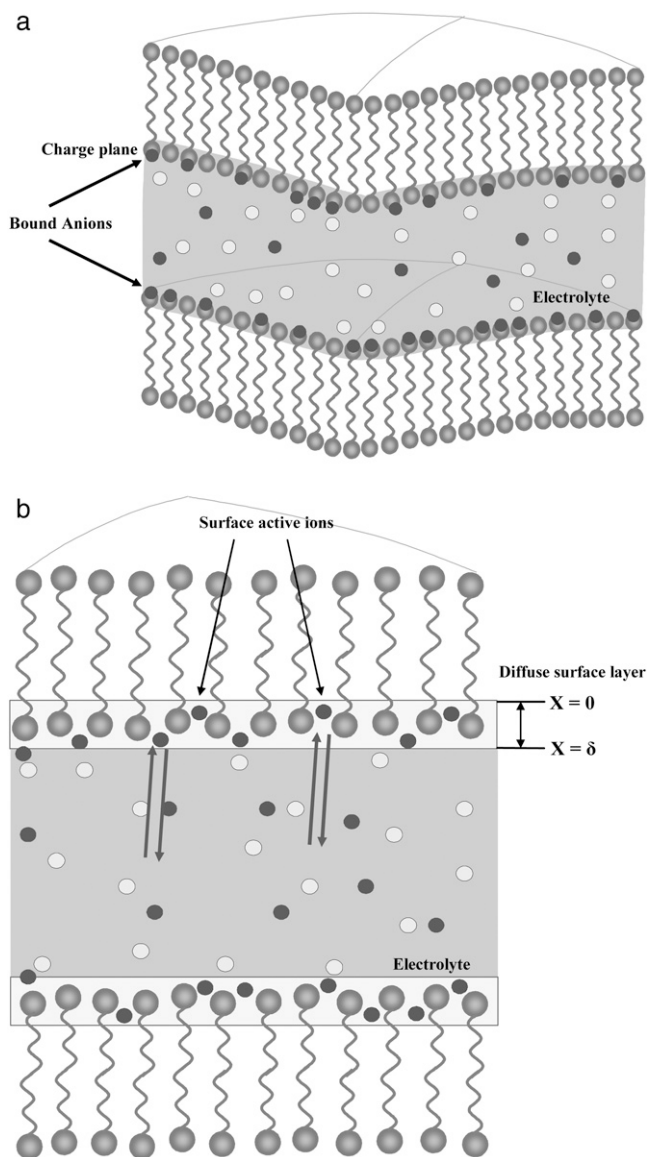 a
Charge plane
Bound Anions
Electrolyte
b
Surface active ions
Diffuse surface layer
X = 0
X = δ
Electrolyte